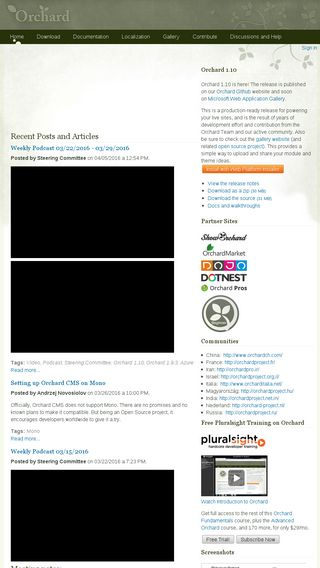 Orchard
Home Download Documentation Localization Gallery Contribute Discussions and Help
Sign In
Recent Posts and Articles
Weekly Podcast 03/22/2016 - 03/29/2016
Posted by Steering Committee on 04/05/2016 a 12:54 PM.
Tags: Video, Podcast, Steering Committee, Orchard 1.10, Orchard 1.9.3, Azure
Read more...
Setting up Orchard CMS on Mono
Posted by Andrzej Novosiolov on 03/26/2016 a 10:00 PM.
Officially, Orchard CMS does not support Mono. There are no promises and no
known plans to make it compatible. But being an Open Source project, it
encourages developers worldwide to give it a try.
Tags: Mono
Read more...
Weekly Podcast 03/15/2016
Posted by Steering Committee on 03/22/2016 a 7:23 PM.
Orchard 1.10
Orchard 1.10 is here! The release is published
on our Orchard Github website and soon
on Microsoft Web Application Gallery.
This is a production-ready release for powering
your live sites, and is the result of years of
development effort and contribution from the
Orchard Team and our active community. Also
be sure to check out the gallery website (and
related open source project). This provides a
simple way to upload and share your module and
theme ideas.
Install with Web Platform Installer
View the release notes
Download as a zip (10 MB)
Download the source (31 MB)
Docs and walkthroughs
Partner Sites
Show Orchard
OrchardMarket
DOJO
DOTNEST
Orchard Pros
Communities
China: http://www.orchardch.com/
France: http://orchardproject.fr/
Iran: http://orchardpro.ir/
Israel: http://orchardproject.org.il/
Italia: http://www.orcharditalia.net/
Magyarország: http://orchardproject.hu/
India: http://orchardproject.net.in/
Nederland: http://orchardproject.nl/
Russia: http://orchardproject.ru/
Free Pluralsight Training on Orchard
pluralsight
hardcore developer training
Watch Introduction to Orchard
Get full access to the rest of this Orchard
Fundamentals course, plus the Advanced
Orchard course, and 170 more, for only $29/mo.
Free Trial! Subscribe Now
Screenshots